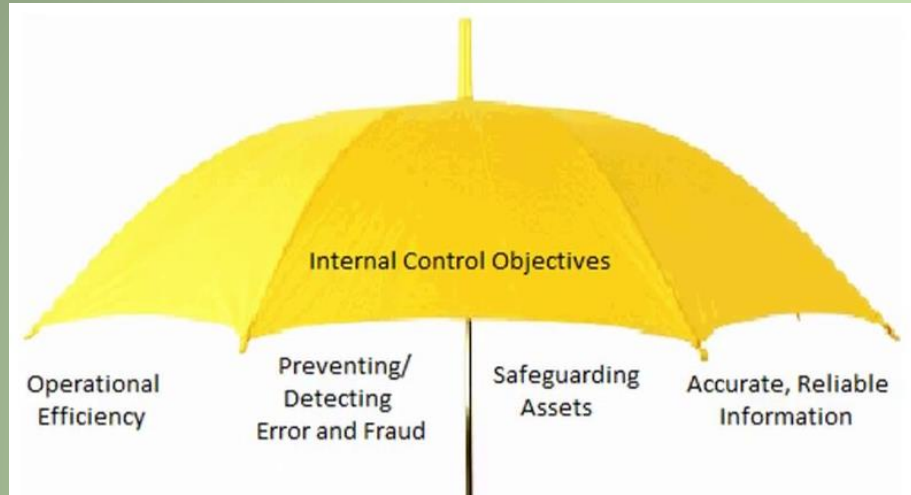 Internal Control Objectives
Operational
Efficiency
Preventing/
Detecting
Error and Fraud
Safeguarding
Assets
Accurate, Reliable
Information